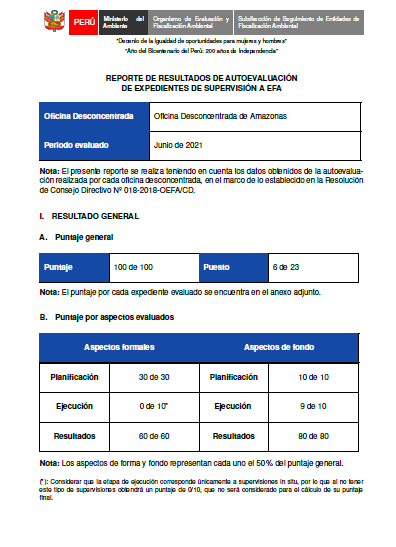 PERÚ
Ministerio del Ambiente
Organismo de Evaluación y Fiscalización Ambiental
Subdirección de Seguimiento de Entidades de Fiscalización Ambiental
"Decenio de la Igualdad de oportunidades para mujeres y hombres"
"Año del Bicentenario del Perú: 200 años de Independencia"
REPORTE DE RESULTADOS DE AUTOEVALUACIÓN
DE EXPEDIENTES DE SUPERVISIÓN A EFA
Oficina Desconcentrada Oficina Desconcentrada de Amazonas
Periodo evaluado Junio de 2021
Nota: El presente reporte se realiza teniendo en cuenta los datos obtenidos de la autoevalua-
ción realizada por cada oficina desconcentrada, en el marco de lo establecido en la Resolución
de Consejo Directivo Nº 018-2018-OEFA/CD.
I. RESULTADO GENERAL
A. Puntaje general
Puntaje 100 de 100 Puesto 6 de 23
Nota: El puntaje por cada expediente evaluado se encuentra en el anexo adjunto.
B. Puntaje por aspectos evaluados
Aspectos formales Aspectos de fondo
Planificación 30 de 30 Planificación 10 de 10
Ejecución 0 de 10* Ejecución 9 de 10
Resultados 60 de 60 Resultados 80 de 80
Nota: Los aspectos de forma y fondo representan cada uno el 50% del puntaje general.
(*): Considerar que la etapa de ejecución corresponde únicamente a supervisiones in situ, por lo que al no tener
este tipo de supervisiones obtendrá un puntaje de 0/10, que no será considerado para el cálculo de su puntaje
final.